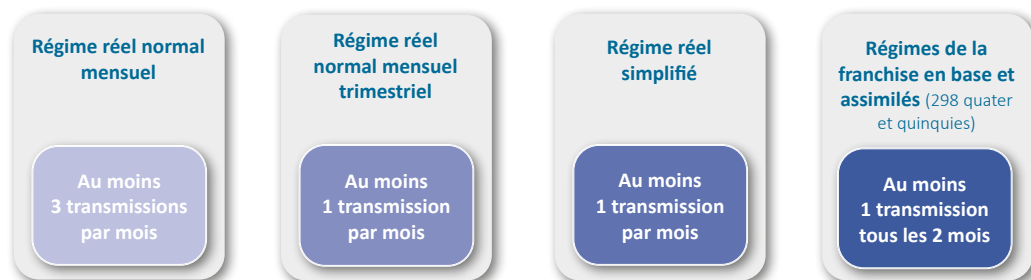 Régime réel normal
mensuel
Au moins
3 transmissions
par mois
Régime réel
normal mensuel
trimestriel
Au moins
1 transmission
par mois
Régime réel
simplifié
Au moins
1 transmission
par mois
Régimes de la
franchise en base et
assimilés (298 quater
et quinquies)
Au moins
1 transmission
tous les 2 mois